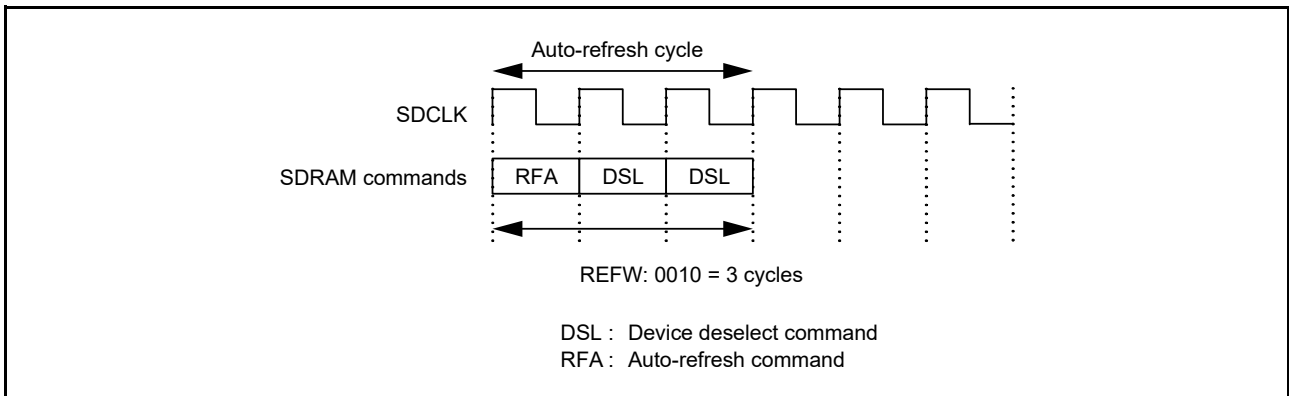 Auto-refresh cycle
SDCLK
SDRAM commands RFA DSL DSL
REFW: 0010 = 3 cycles
DSL : Device deselect command
RFA : Auto-refresh command